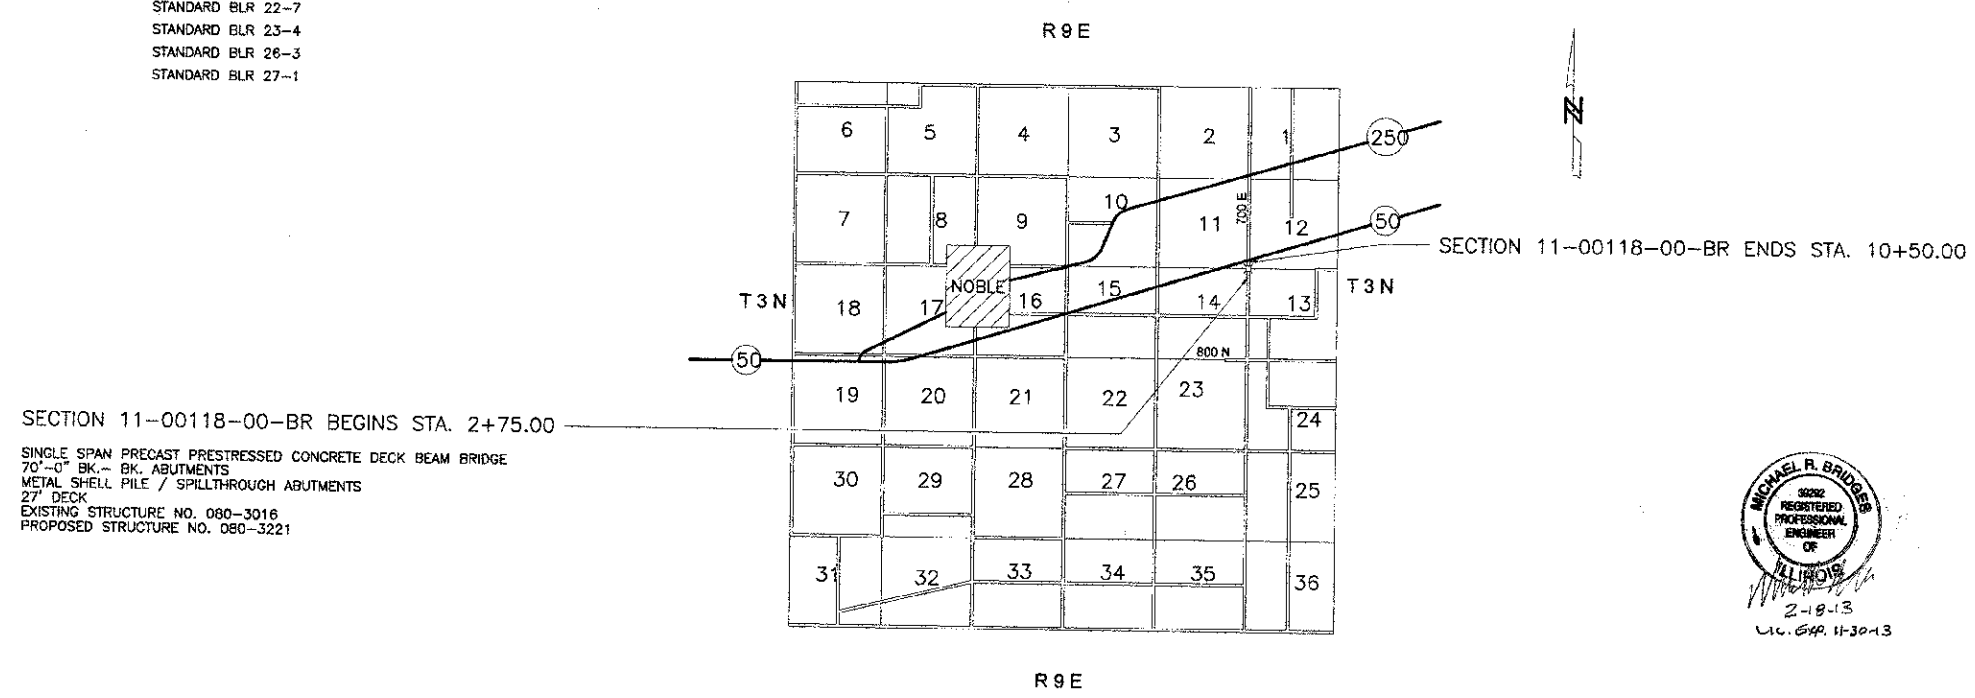 STANDARD BLR 22-7
STANDARD BLR 23-4
STANDARD BLR 26-3
STANDARD BLR 27-1
R9E
N
6 5 4 3 2 1
250
7 8 9 10 11 12
700 E
50
SECTION 11-00118-00-BR ENDS STA. 10+50.00
T3N
18 17 NOBLE 16 15 14 13
T3N
50
800 N
19 20 21 22 23 24
SECTION 11-00118-00-BR BEGINS STA. 2+75.00
SINGLE SPAN PRECAST PRESTRESSED CONCRETE DECK BEAM BRIDGE
70'-0" BK.- BK. ABUTMENTS
METAL SHELL PILE / SPILLTHROUGH ABUTMENTS
27' DECK
EXISTING STRUCTURE NO. 080-3016
PROPOSED STRUCTURE NO. 080-3221
30 29 28 27 26 25
31 32 33 34 35 36
R9E
MICHAEL R. BRIDGES
REGISTERED
PROFESSIONAL
ENGINEER
OF
ILLINOIS
2-18-13
Lic. Exp. 11-30-13